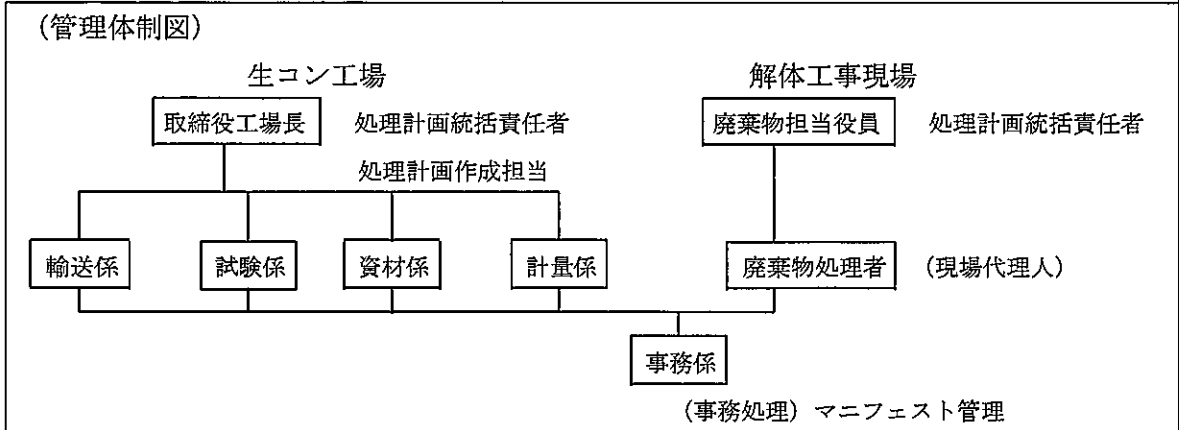 （管理体制図）
生コン工場　解体工事現場
取締役工場長　処理計画統括責任者　廃棄物担当役員　処理計画統括責任者
処理計画作成担当
輸送係　試験係　資材係　計量係　廃棄物処理者　（現場代理人）
事務係
（事務処理）マニフェスト管理